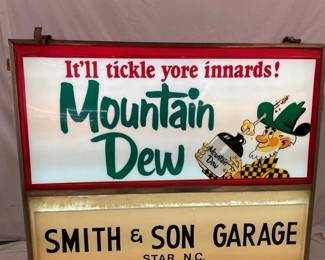 It'll tickle yore innards!
Mountain
Dew
Mountain
Dew
SMITH & SON GARAGE
STAR N.C.